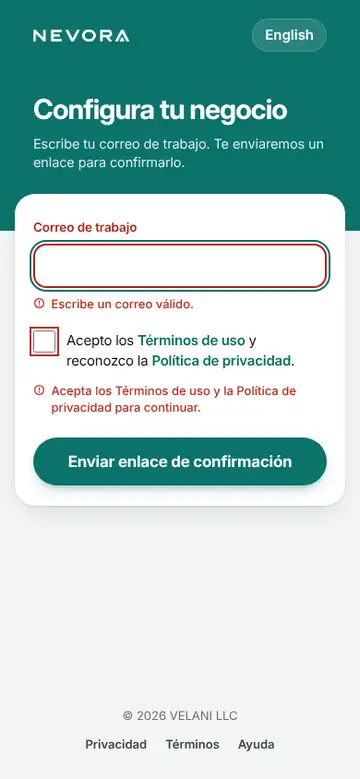 NEVORA
English
Configura tu negocio
Escribe tu correo de trabajo. Te enviaremos un
enlace para confirmarlo.
Correo de trabajo
Escribe un correo válido.
Acepto los Términos de uso y
reconozco la Política de privacidad.
Acepta los Términos de uso y la Política de
privacidad para continuar.
Enviar enlace de confirmación
© 2026 VELANI LLC
Privacidad Términos Ayuda